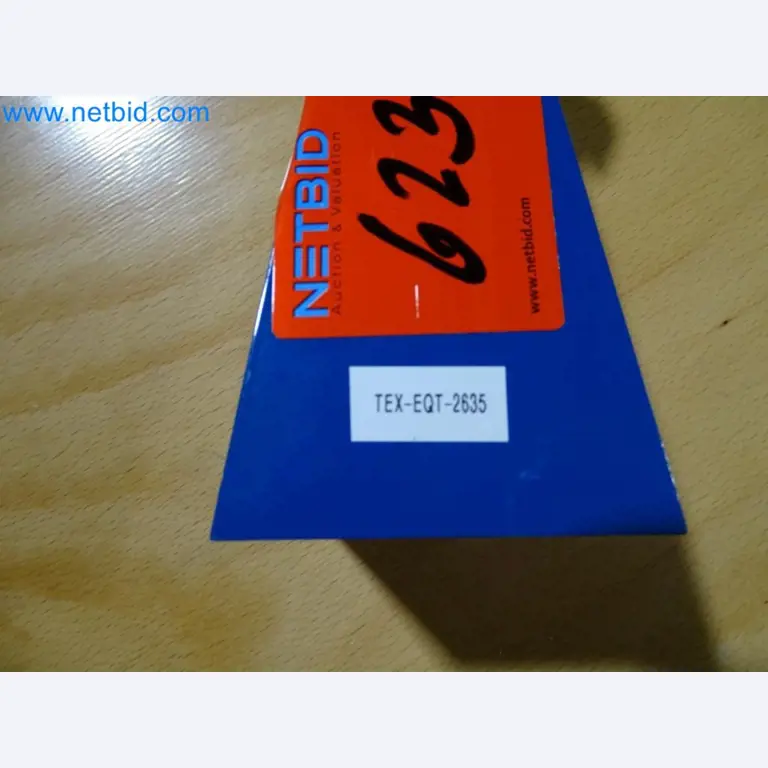 www.netbid.com
NETBID
Auction & Valuation
623
www.netbid.com
TEX-EQT-2635